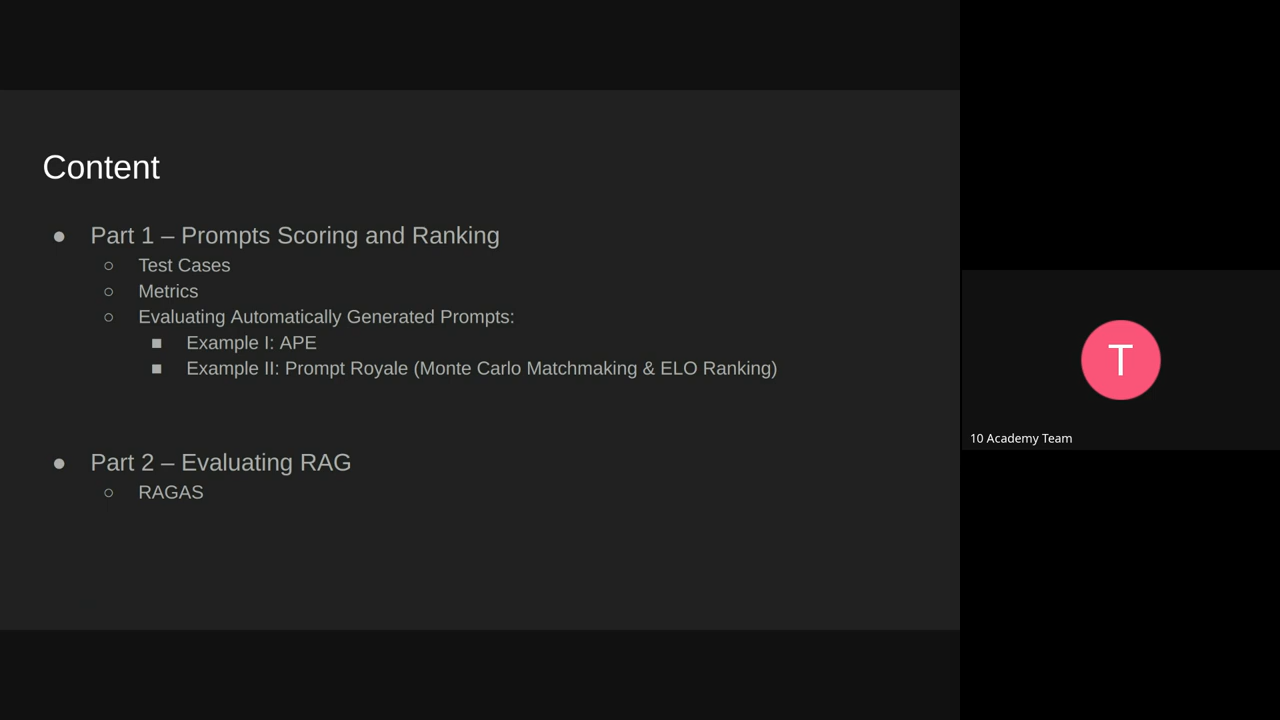 Content
● Part 1 – Prompts Scoring and Ranking
○ Test Cases
○ Metrics
○ Evaluating Automatically Generated Prompts:
■ Example I: APE
■ Example II: Prompt Royale (Monte Carlo Matchmaking & ELO Ranking)
● Part 2 – Evaluating RAG
○ RAGAS
T
10 Academy Team